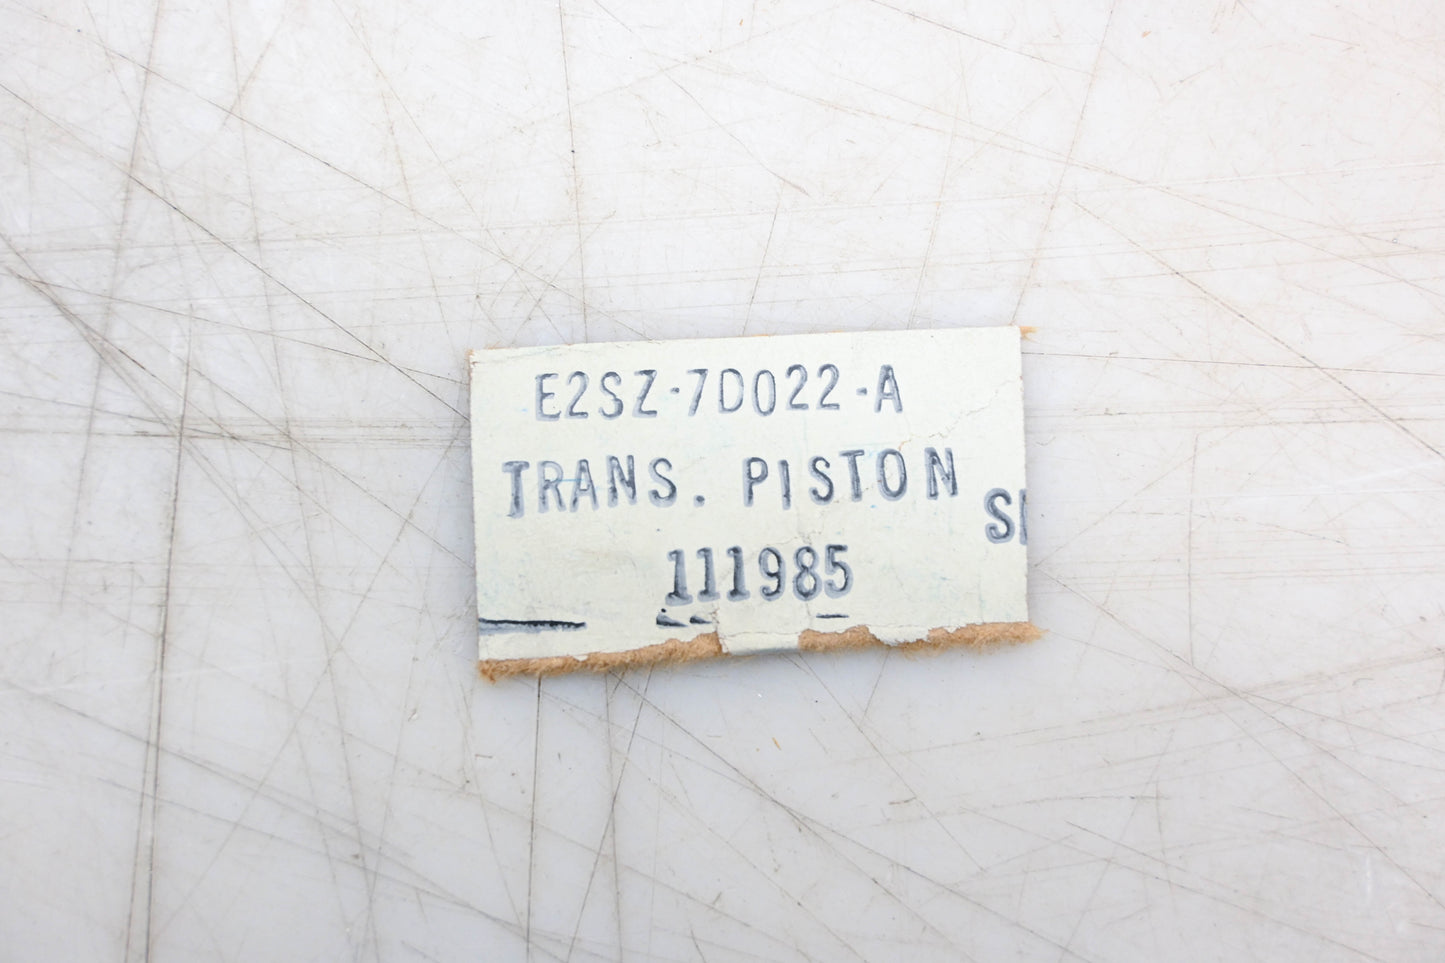 E2SZ-7D022-A
TRANS. PISTON
111985